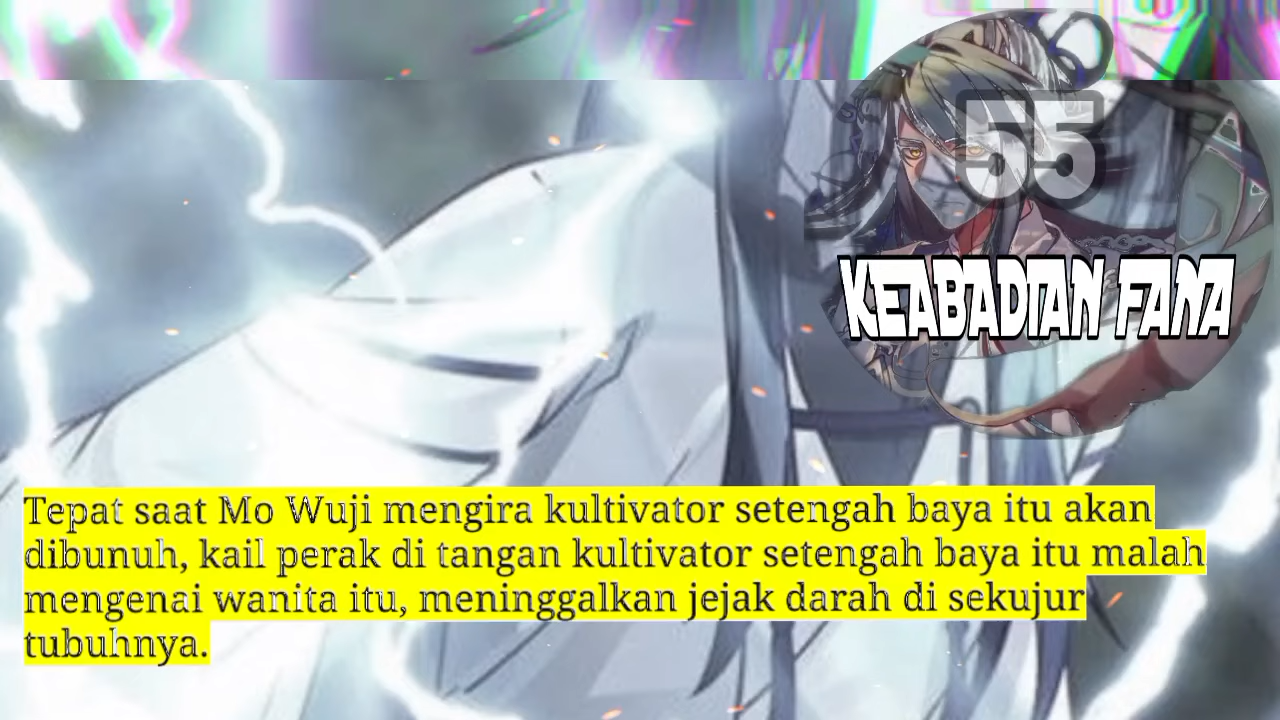 55
KEABADIAN FANA
Tepat saat Mo Wuji mengira kultivator setengah baya itu akan
dibunuh, kail perak di tangan kultivator setengah baya itu malah
mengenai wanita itu, meninggalkan jejak darah di sekujur
tubuhnya.